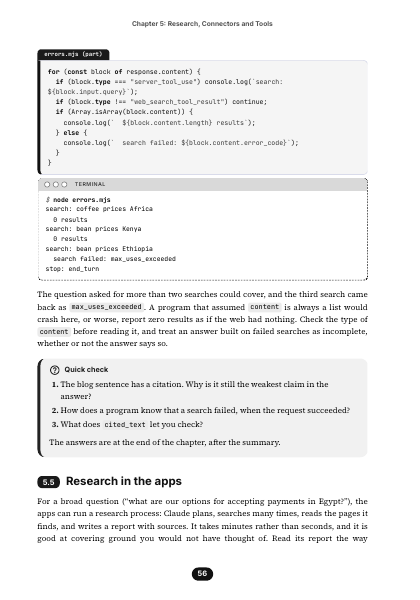 Chapter 5: Research, Connectors and Tools
errors.mjs (part)
for (const block of response.content) {
if (block.type === "server_tool_use") console.log(`search:
${block.input.query}`);
if (block.type !== "web_search_tool_result") continue;
if (Array.isArray(block.content)) {
console.log(`  ${block.content.length} results`);
} else {
console.log(`  search failed: ${block.content.error_code}`);
}
}
TERMINAL
$ node errors.mjs
search: coffee prices Africa
0 results
search: bean prices Kenya
0 results
search: bean prices Ethiopia
search failed: max_uses_exceeded
stop: end_turn
The question asked for more than two searches could cover, and the third search came
back as max_uses_exceeded. A program that assumed content is always a list would
crash here, or worse, report zero results as if the web had nothing. Check the type of
content before reading it, and treat an answer built on failed searches as incomplete,
whether or not the answer says so.
Quick check
1. The blog sentence has a citation. Why is it still the weakest claim in the
answer?
2. How does a program know that a search failed, when the request succeeded?
3. What does cited_text let you check?
The answers are at the end of the chapter, after the summary.
5.5 Research in the apps
For a broad question (“what are our options for accepting payments in Egypt?”), the
apps can run a research process: Claude plans, searches many times, reads the pages it
finds, and writes a report with sources. It takes minutes rather than seconds, and it is
good at covering ground you would not have thought of. Read its report the way
56